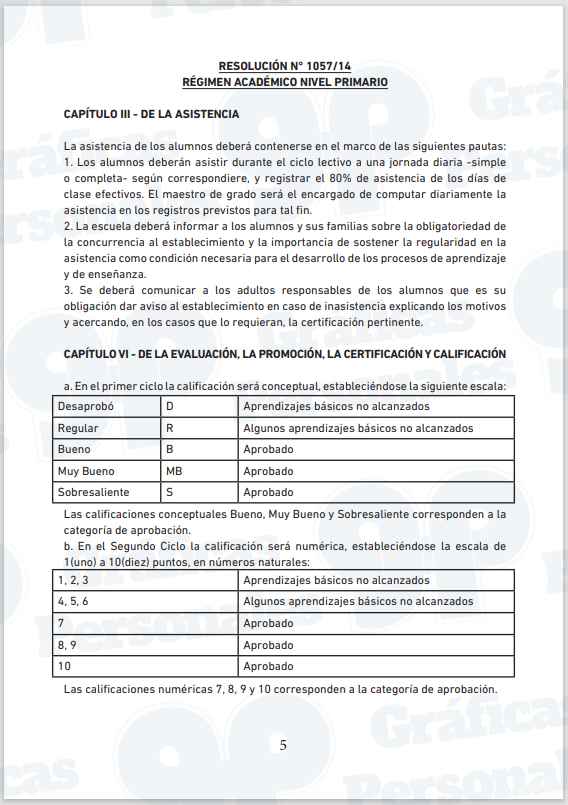 RESOLUCIÓN N° 1057/14
RÉGIMEN ACADÉMICO NIVEL PRIMARIO
CAPÍTULO III - DE LA ASISTENCIA
La asistencia de los alumnos deberá contenerse en el marco de las siguientes pautas:
1. Los alumnos deberán asistir durante el ciclo lectivo a una jornada diaria -simple
o completa- según correspondiere, y registrar el 80% de asistencia de los días de
clase efectivos. El maestro de grado será el encargado de computar diariamente la
asistencia en los registros previstos para tal fin.
2. La escuela deberá informar a los alumnos y sus familias sobre la obligatoriedad de
la concurrencia al establecimiento y la importancia de sostener la regularidad en la
asistencia como condición necesaria para el desarrollo de los procesos de aprendizaje
y de enseñanza.
3. Se deberá comunicar a los adultos responsables de los alumnos que es su
obligación dar aviso al establecimiento en caso de inasistencia explicando los motivos
y acercando, en los casos que lo requieran, la certificación pertinente.
CAPÍTULO VI - DE LA EVALUACIÓN, LA PROMOCIÓN, LA CERTIFICACIÓN Y CALIFICACIÓN
a. En el primer ciclo la calificación será conceptual, estableciéndose la siguiente escala:
Desaprobó D Aprendizajes básicos no alcanzados
Regular R Algunos aprendizajes básicos no alcanzados
Bueno B Aprobado
Muy Bueno MB Aprobado
Sobresaliente S Aprobado
Las calificaciones conceptuales Bueno, Muy Bueno y Sobresaliente corresponden a la
categoría de aprobación.
b. En el Segundo Ciclo la calificación será numérica, estableciéndose la escala de
1(uno) a 10(diez) puntos, en números naturales:
1, 2, 3 Aprendizajes básicos no alcanzados
4, 5, 6 Algunos aprendizajes básicos no alcanzados
7 Aprobado
8, 9 Aprobado
10 Aprobado
Las calificaciones numéricas 7, 8, 9 y 10 corresponden a la categoría de aprobación.
5
Gráficas
Personales